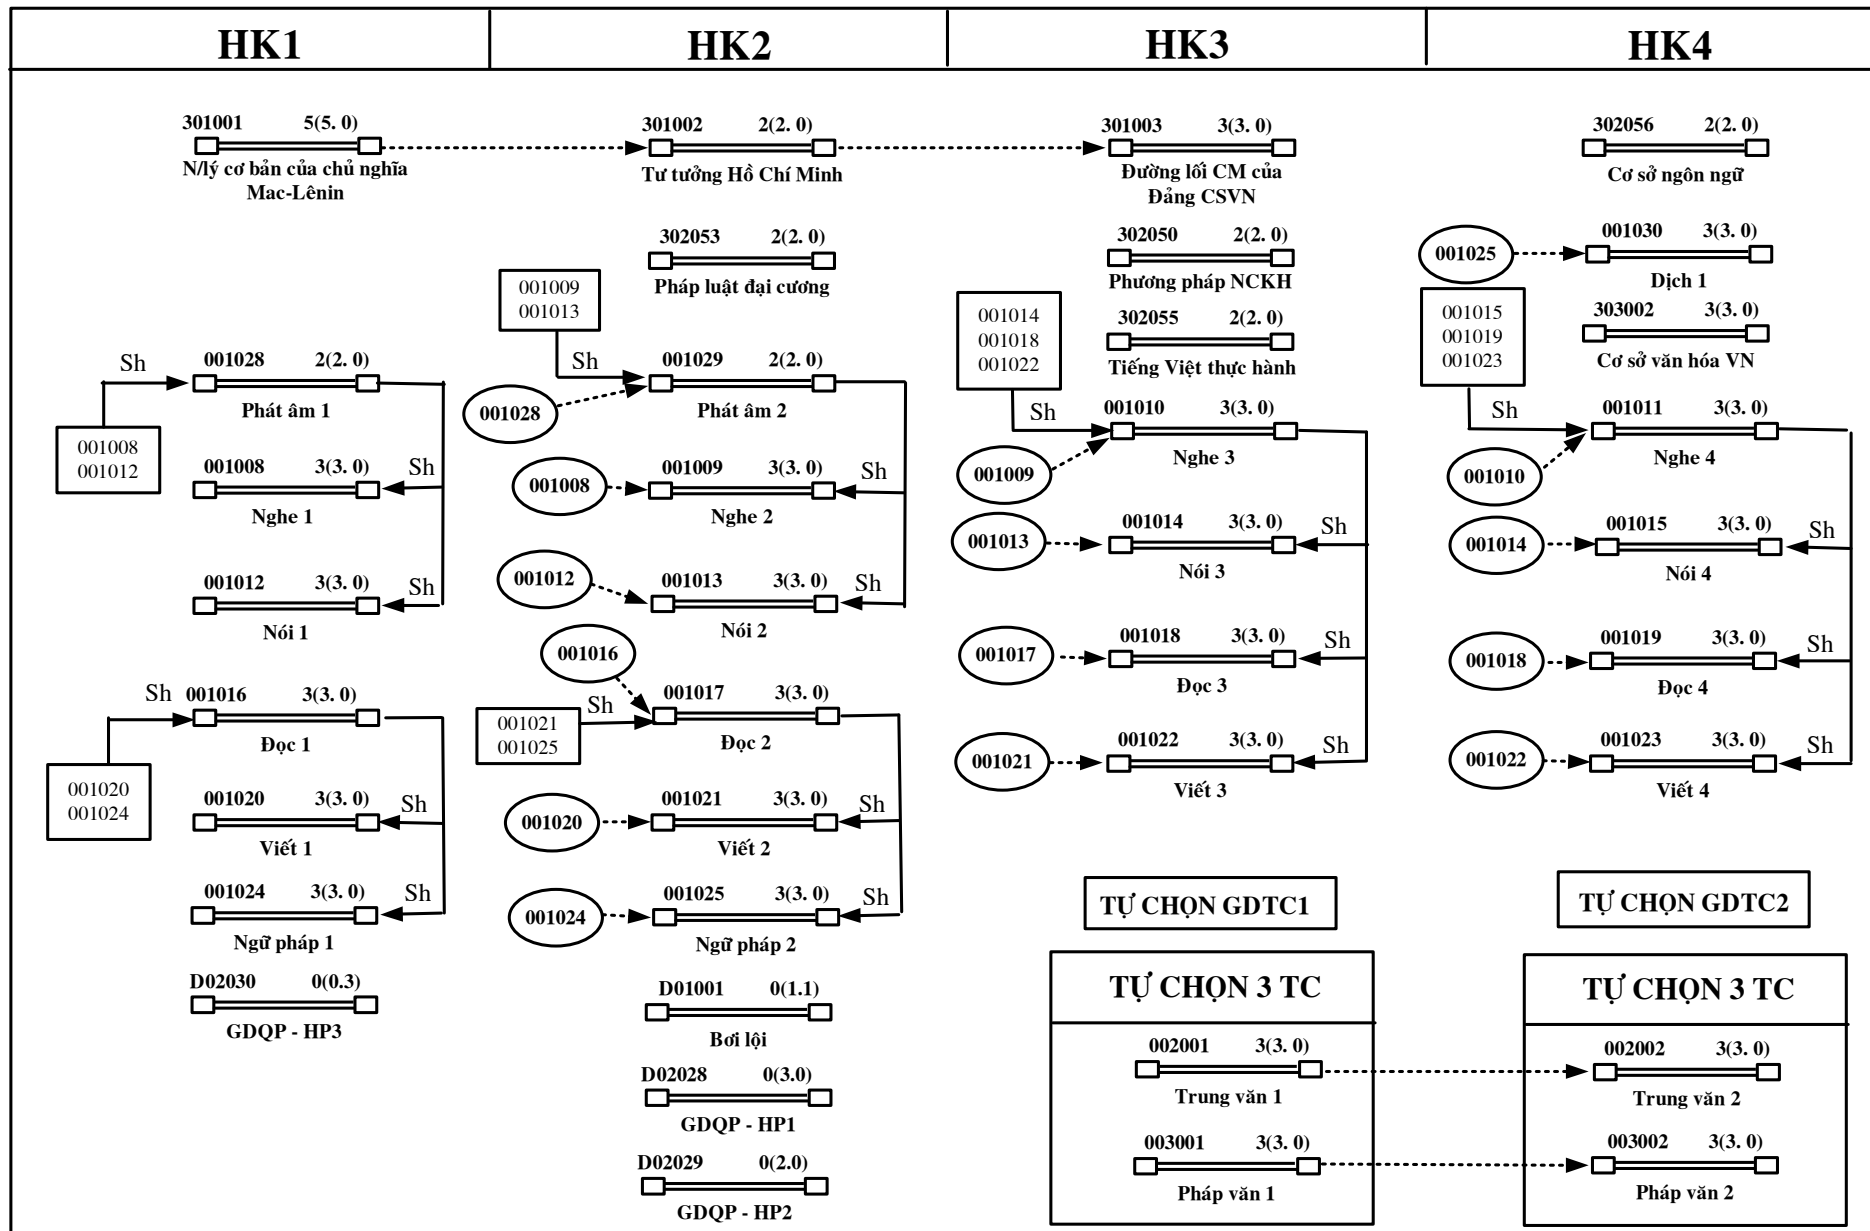 HK1
HK2
HK3
HK4
301001 5(5. 0)
N/lý cơ bản của chủ nghĩa
Mac-Lênin
Sh
001028 2(2. 0)
Phát âm 1
001008
001012
001008 3(3. 0)
Sh
Nghe 1
001012 3(3. 0)
Sh
Nói 1
Sh
001016 3(3. 0)
Đọc 1
001020
001024
001020 3(3. 0)
Sh
Viết 1
001024 3(3. 0)
Sh
Ngữ pháp 1
D02030 0(0.3)
GDQP - HP3
301002 2(2. 0)
Tư tưởng Hồ Chí Minh
302053 2(2. 0)
Pháp luật đại cương
001009
001013
Sh
001029 2(2. 0)
Phát âm 2
001028
001009 3(3. 0)
Sh
001008
Nghe 2
001012
001013 3(3. 0)
Sh
Nói 2
001016
001017 3(3. 0)
Sh
001021
001025
Đọc 2
001021 3(3. 0)
Sh
001020
Viết 2
001025 3(3. 0)
Sh
001024
Ngữ pháp 2
D01001 0(1.1)
Bơi lội
D02028 0(3.0)
GDQP - HP1
D02029 0(2.0)
GDQP - HP2
301003 3(3. 0)
Đường lối CM của
Đảng CSVN
302050 2(2. 0)
Phương pháp NCKH
302055 2(2. 0)
Tiếng Việt thực hành
001014
001018
001022
Sh
001010 3(3. 0)
Nghe 3
001009
001014 3(3. 0)
Sh
001013
Nói 3
001018 3(3. 0)
Sh
001017
Đọc 3
001022 3(3. 0)
Sh
001021
Viết 3
TỰ CHỌN GDTC1
TỰ CHỌN 3 TC
002001 3(3. 0)
Trung văn 1
003001 3(3. 0)
Pháp văn 1
302056 2(2. 0)
Cơ sở ngôn ngữ
001025
001030 3(3. 0)
Dịch 1
303002 3(3. 0)
Cơ sở văn hóa VN
001015
001019
001023
Sh
001011 3(3. 0)
Nghe 4
001010
001015 3(3. 0)
Sh
001014
Nói 4
001019 3(3. 0)
Sh
001018
Đọc 4
001023 3(3. 0)
Sh
001022
Viết 4
TỰ CHỌN GDTC2
TỰ CHỌN 3 TC
002002 3(3. 0)
Trung văn 2
003002 3(3. 0)
Pháp văn 2